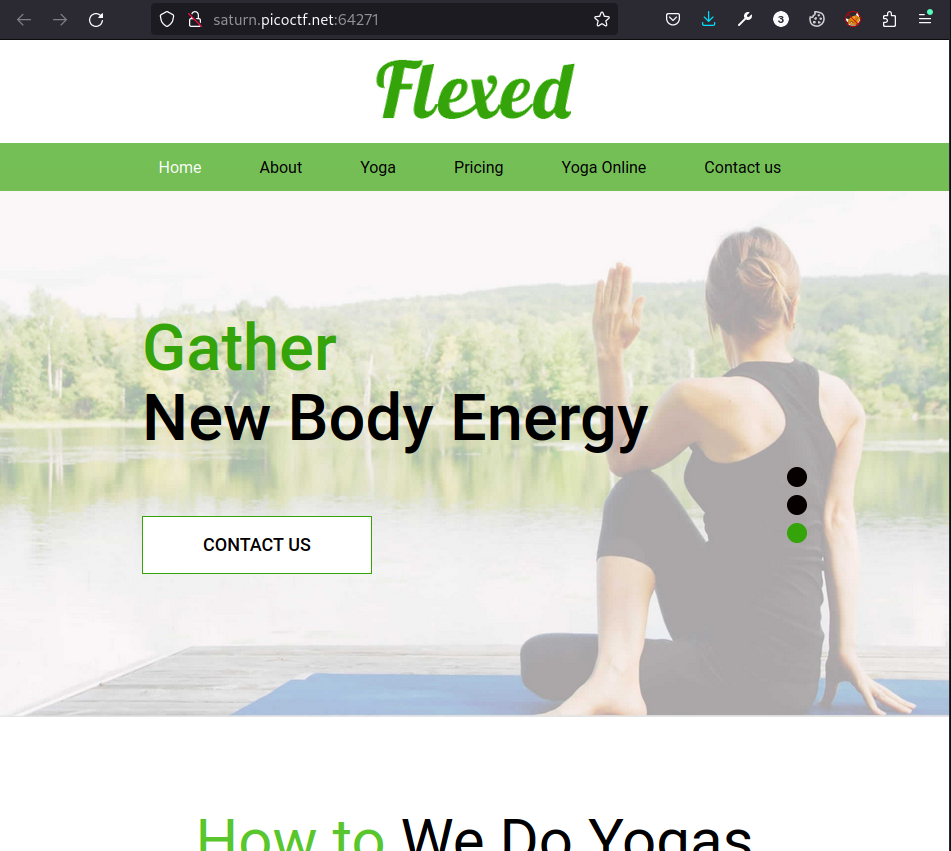 saturn.picoctf.net:64271
3
Flexed
Home About Yoga Pricing Yoga Online Contact us
Gather
New Body Energy
CONTACT US
How to We Do Yogas